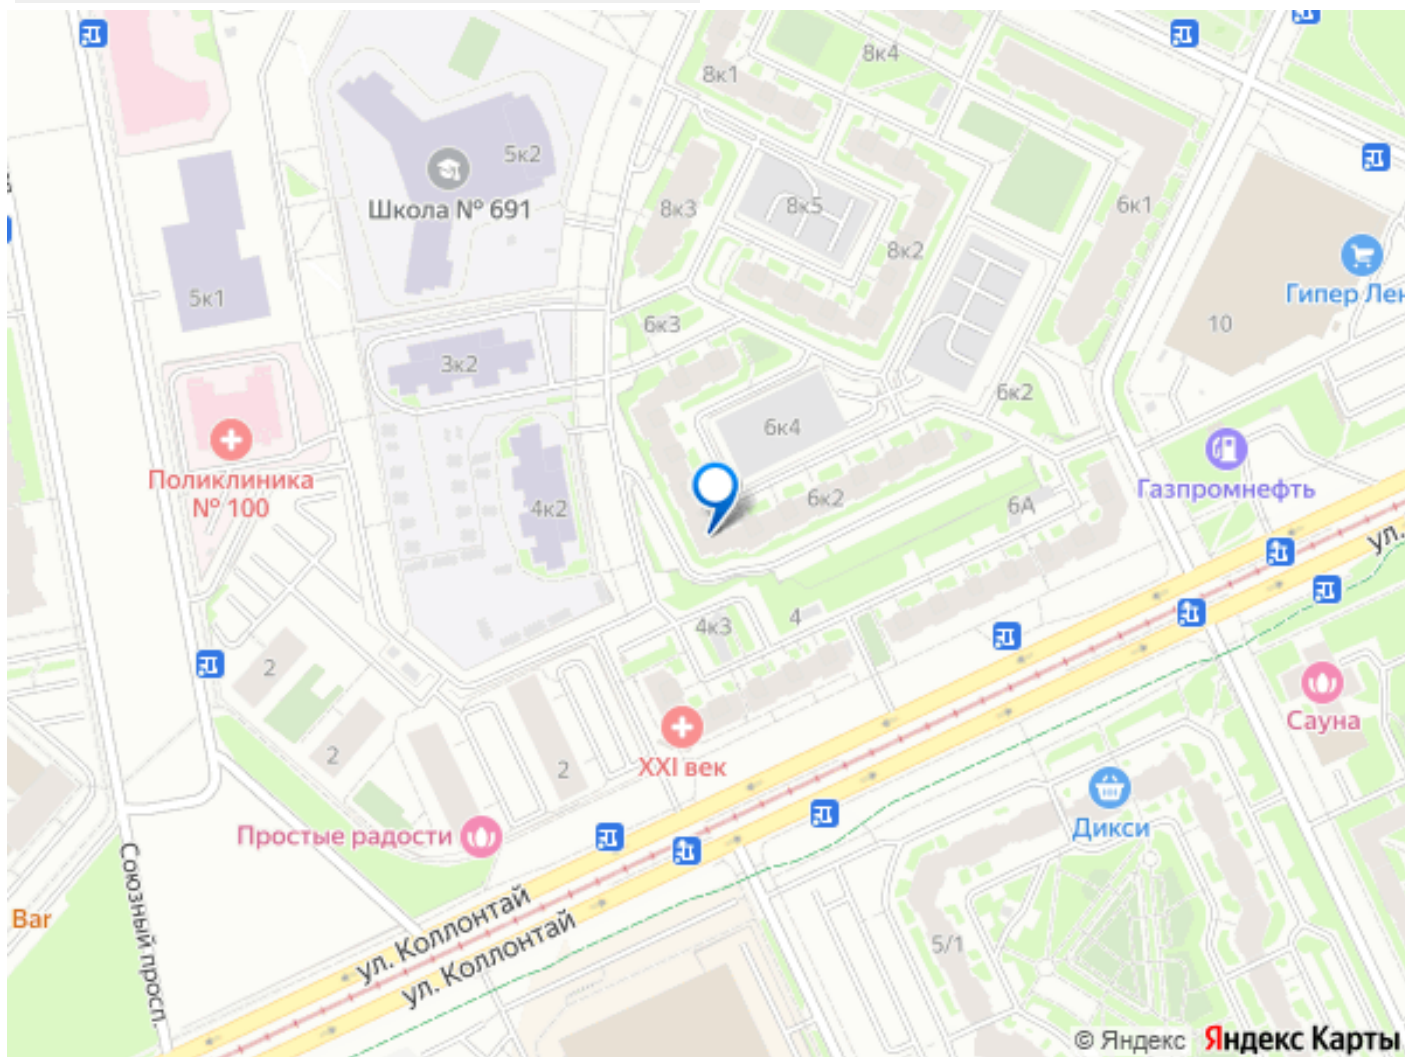 8к4
8к1
5к2
Школа № 691
8к3
8к5
6к1
8к2
5к1
Гипер Лен
6к3
10
3к2
6к2
6к4
Поликлиника
№ 100
Газпромнефть
6к2
4к2
6А
ул.
4к3
4
2
Сауна
2
2
XXI век
Простые радости
Дикси
Союзный просп.
Bar
ул. Коллонтай
ул. Коллонтай
5/1
© Яндекс Яндекс Карты